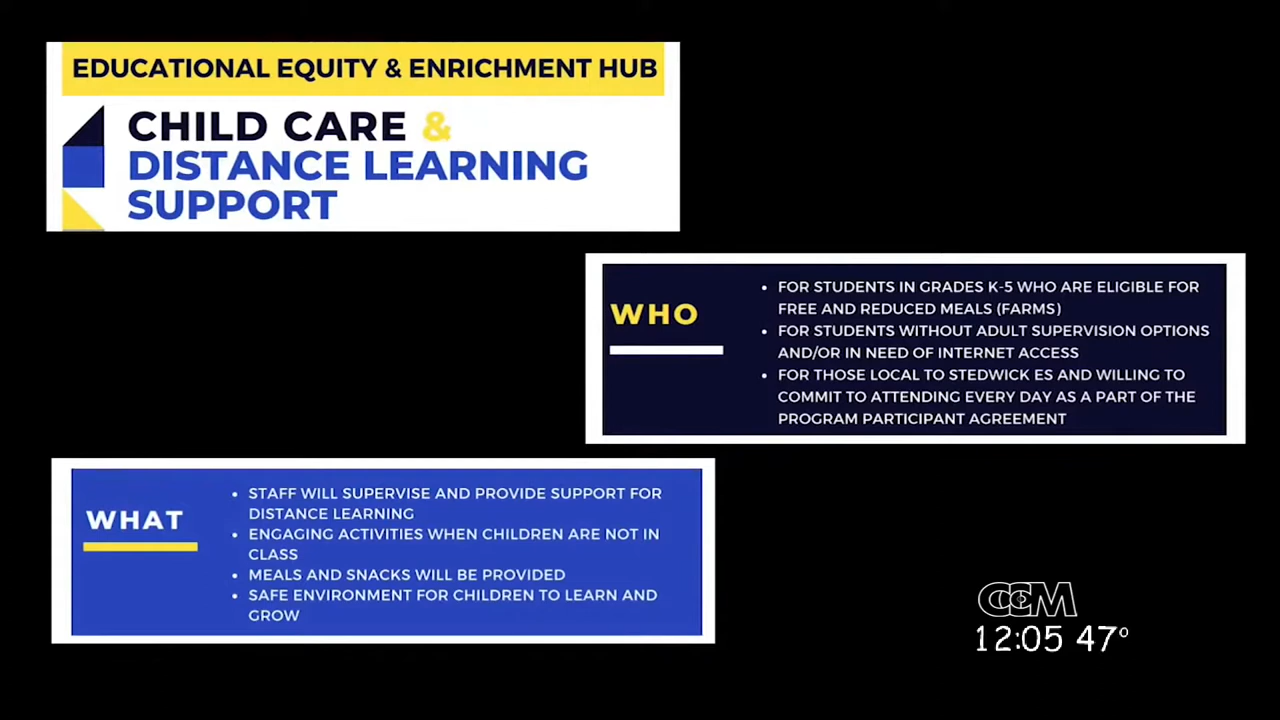 EDUCATIONAL EQUITY & ENRICHMENT HUB
CHILD CARE &
DISTANCE LEARNING
SUPPORT
WHO
• FOR STUDENTS IN GRADES K-5 WHO ARE ELIGIBLE FOR
FREE AND REDUCED MEALS (FARMS)
• FOR STUDENTS WITHOUT ADULT SUPERVISION OPTIONS
AND/OR IN NEED OF INTERNET ACCESS
• FOR THOSE LOCAL TO STEDWICK ES AND WILLING TO
COMMIT TO ATTENDING EVERY DAY AS A PART OF THE
PROGRAM PARTICIPANT AGREEMENT
WHAT
• STAFF WILL SUPERVISE AND PROVIDE SUPPORT FOR
DISTANCE LEARNING
• ENGAGING ACTIVITIES WHEN CHILDREN ARE NOT IN
CLASS
• MEALS AND SNACKS WILL BE PROVIDED
• SAFE ENVIRONMENT FOR CHILDREN TO LEARN AND
GROW
12:05 47°